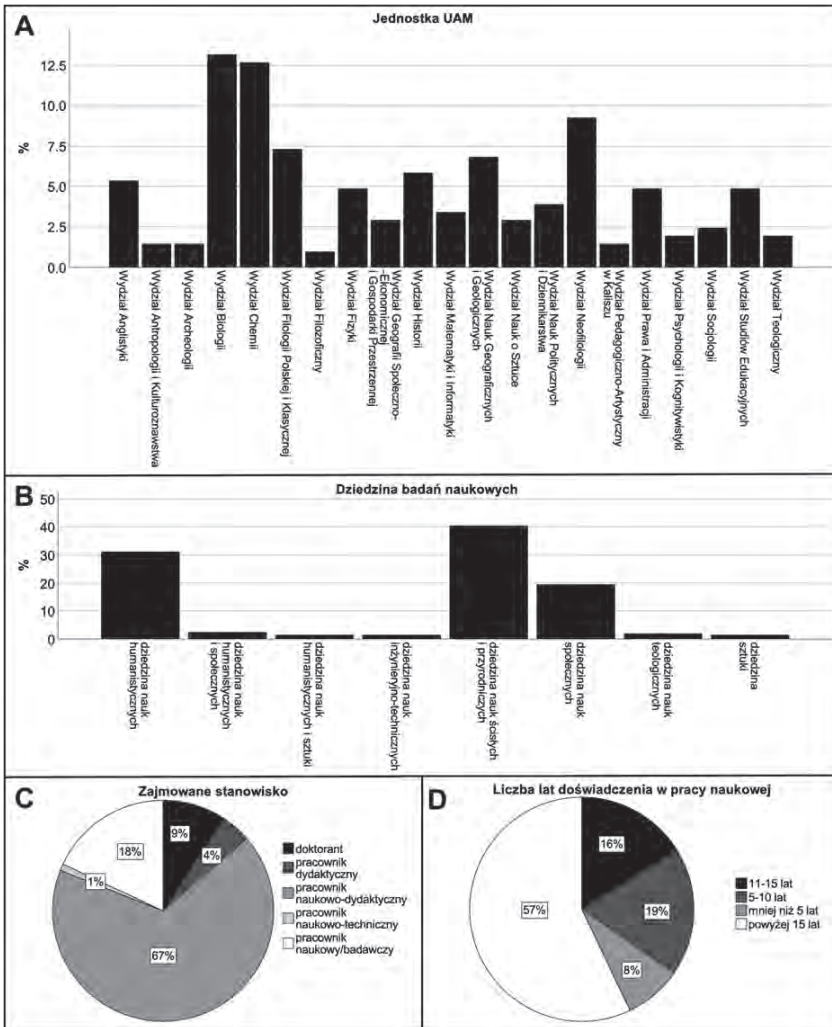 A
Jednostka UAM
12.5
10.0
7.5
5.0
2.5
0.0
%
Wydział Anglistyki
Wydział Antropologii i Kulturoznawstwa
Wydział Archeologii
Wydział Biologii
Wydział Chemii
Wydział Filologii Polskiej i Klasycznej
Wydział Filozoficzny
Wydział Fizyki
Wydział Geografii Społeczno-
-Ekonomicznej
i Gospodarki Przestrzennej
Wydział Historii
Wydział Matematyki i Informatyki
Wydział Nauk Geograficznych
i Geologicznych
Wydział Nauk o Sztuce
Wydział Nauk Politycznych
i Dziennikarstwa
Wydział Neofilologii
Wydział Pedagogiczno-Artystyczny
w Kaliszu
Wydział Prawa i Administracji
Wydział Psychologii i Kognitywistyki
Wydział Socjologii
Wydział Studiów Edukacyjnych
Wydział Teologiczny
B
Dziedzina badań naukowych
50
40
30
20
10
0
%
dziedzina nauk
humanistycznych
dziedzina nauk
humanistycznych
i społecznych
dziedzina nauk
humanistycznych i sztuki
dziedzina nauk
inżynieryjno-technicznych
dziedzina nauk ścisłych
i przyrodniczych
dziedzina nauk
społecznych
dziedzina nauk
teologicznych
dziedzina
sztuki
C
Zajmowane stanowisko
9%
4%
67%
1%
18%
doktorant
pracownik
dydaktyczny
pracownik
naukowo-dydaktyczny
pracownik
naukowo-techniczny
pracownik
naukowy/badawczy
D
Liczba lat doświadczenia w pracy naukowej
16%
19%
8%
57%
11-15 lat
5-10 lat
mniej niż 5 lat
powyżej 15 lat